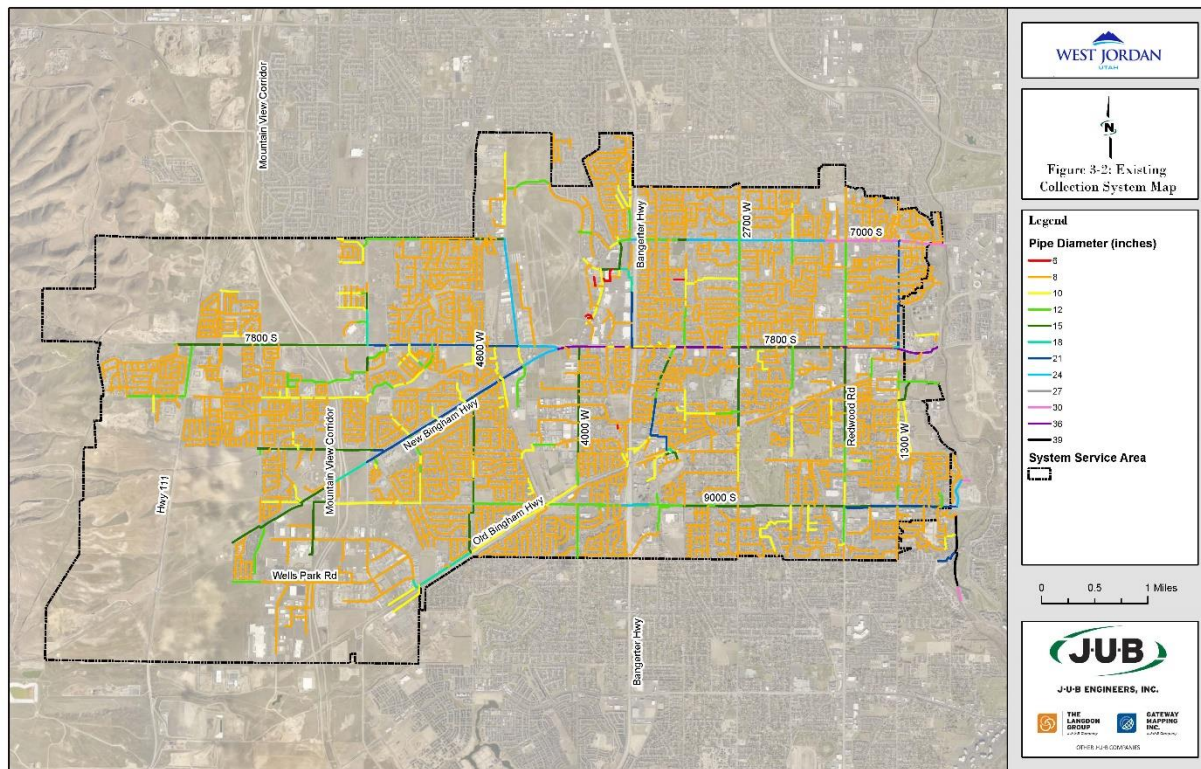 Mountain View Corridor
Bangerter Hwy
2700 W
7000 S
7800 S
4800 W
7800 S
New Bingham Hwy
4000 W
Redwood Rd
1300 W
Mountain View Corridor
Hwy 111
9000 S
Old Bingham Hwy
Wells Park Rd
Bangerter Hwy
WEST JORDAN
UTAH
N
Figure 3-2: Existing
Collection System Map
Legend
Pipe Diameter (inches)
6
8
10
12
15
18
21
24
27
30
36
39
System Service Area
0 0.5 1 Miles
J·U·B
J·U·B ENGINEERS, INC.
THE
LANGDON
GROUP
a J·U·B Company
GATEWAY
MAPPING
INC.
a J·U·B Company
OTHER J·U·B COMPANIES